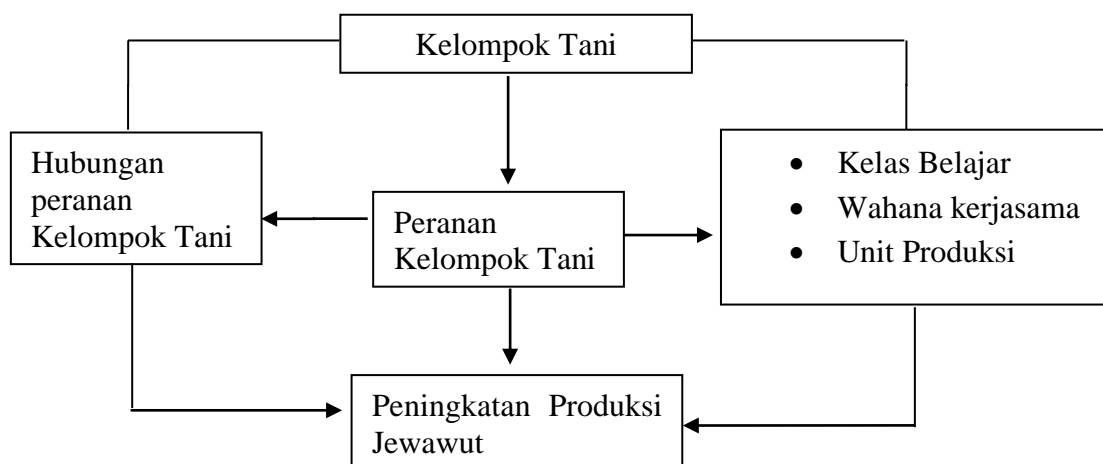 Kelompok Tani
Hubungan
peranan
Kelompok Tani
Peranan
Kelompok Tani
• Kelas Belajar
• Wahana kerjasama
• Unit Produksi
Peningkatan Produksi
Jewawut